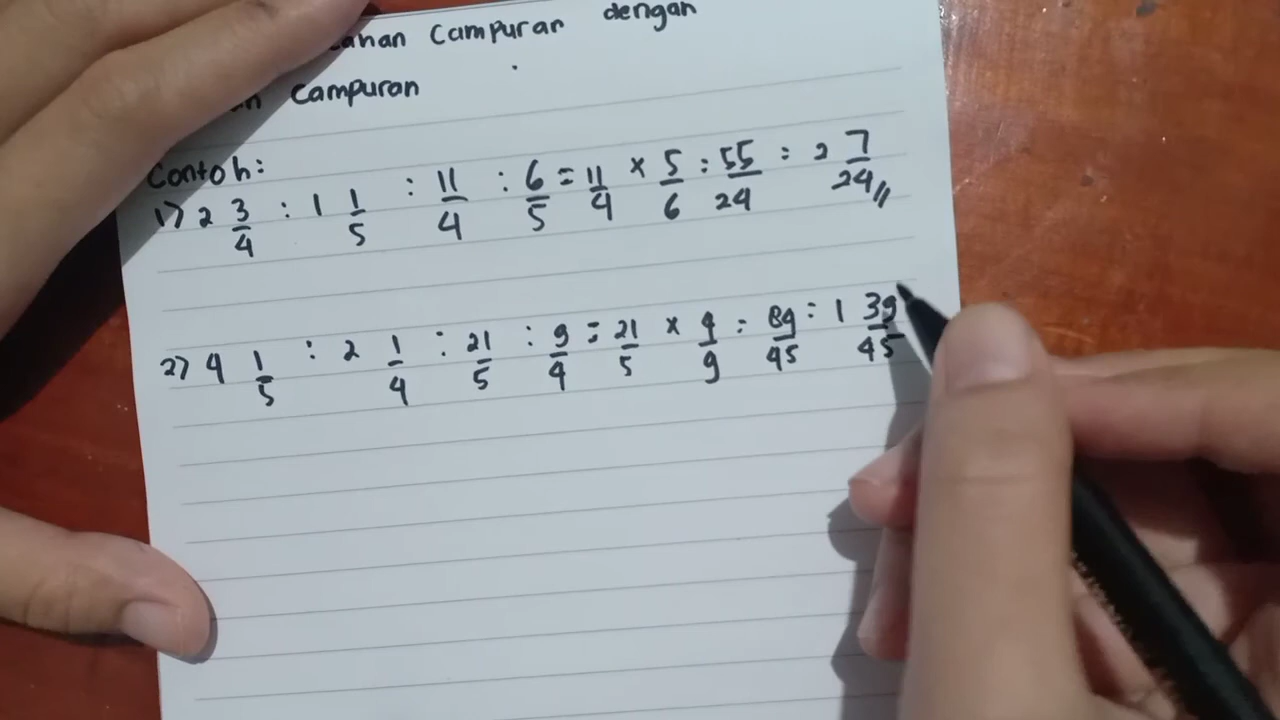 Campuran dengan
Campuran
Contoh:
1) 2 3/4 : 1 1/5 : 11/4 : 6/5 = 11/4 × 5/6 : 55/24 : 2 7/24 //
2) 4 1/5 : 2 1/4 : 21/5 : 9/4 = 21/5 × 4/9 : 84/45 : 1 39/45